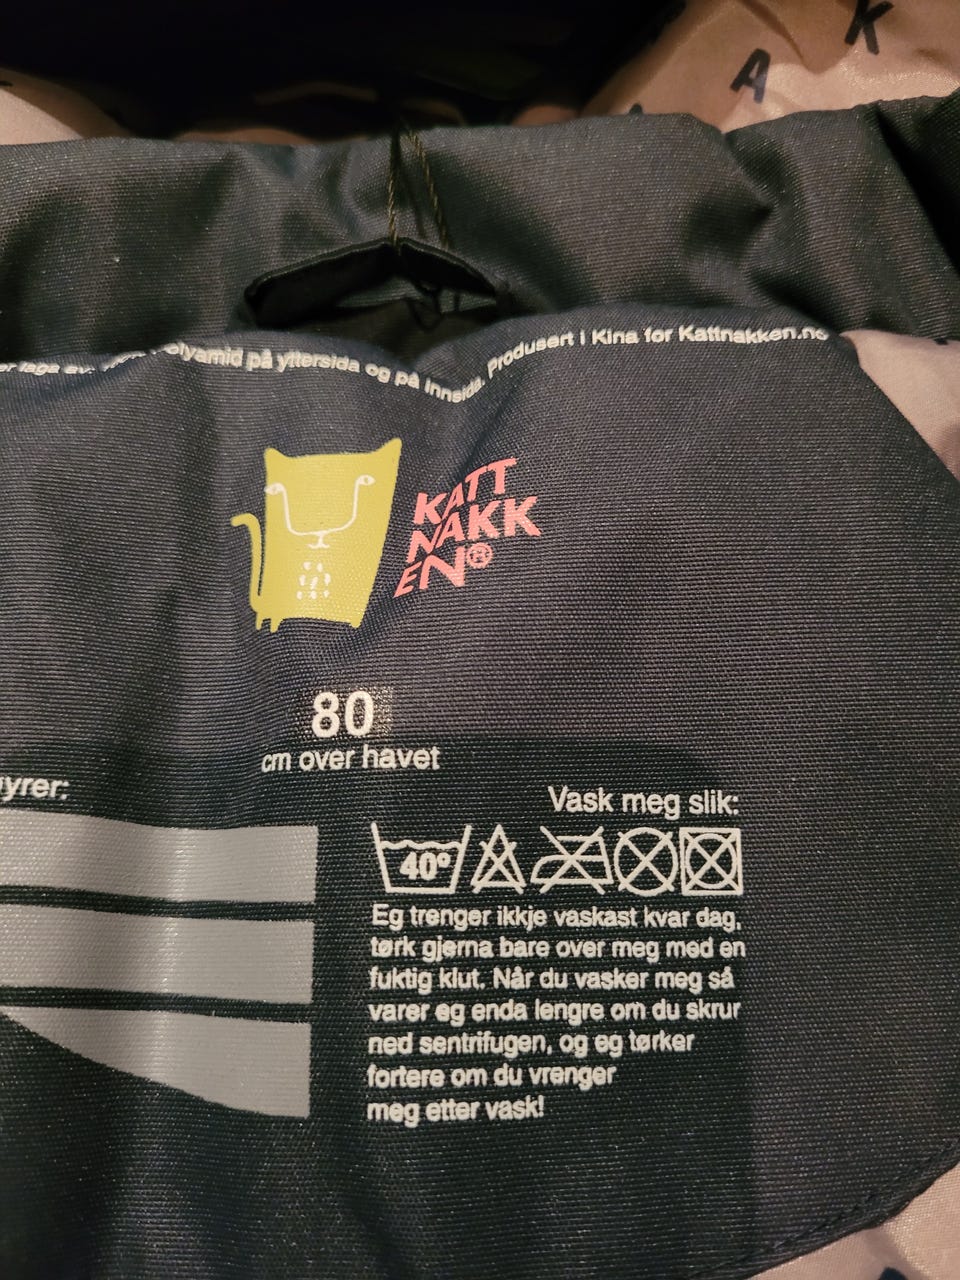 A K
på yttersida og på innsida. Produsert i Kina for Kattnakken.no
KATT
NAKK
EN®
80
cm over havet
Vask meg slik:
40°
Eg trenger ikkje vaskast kvar dag,
tørk gjerna bare over meg med en
fuktig klut. Når du vasker meg så
varer eg enda lengre om du skrur
ned sentrifugen, og eg tørker
fortere om du vrenger
meg etter vask!